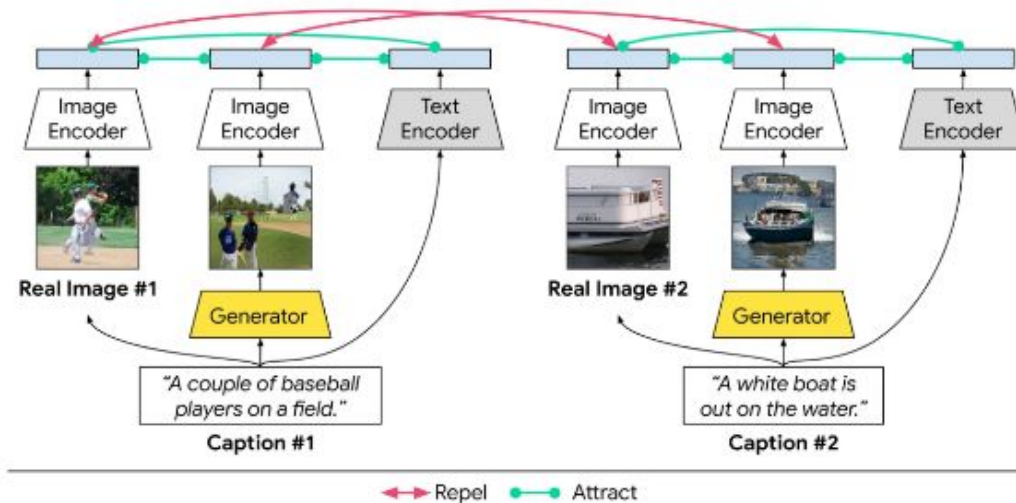 Image
Encoder
Image
Encoder
Text
Encoder
Image
Encoder
Image
Encoder
Text
Encoder
Real Image #1
Real Image #2
Generator
Generator
“A couple of baseball
players on a field.”
“A white boat is
out on the water.”
Caption #1
Caption #2
Repel
Attract